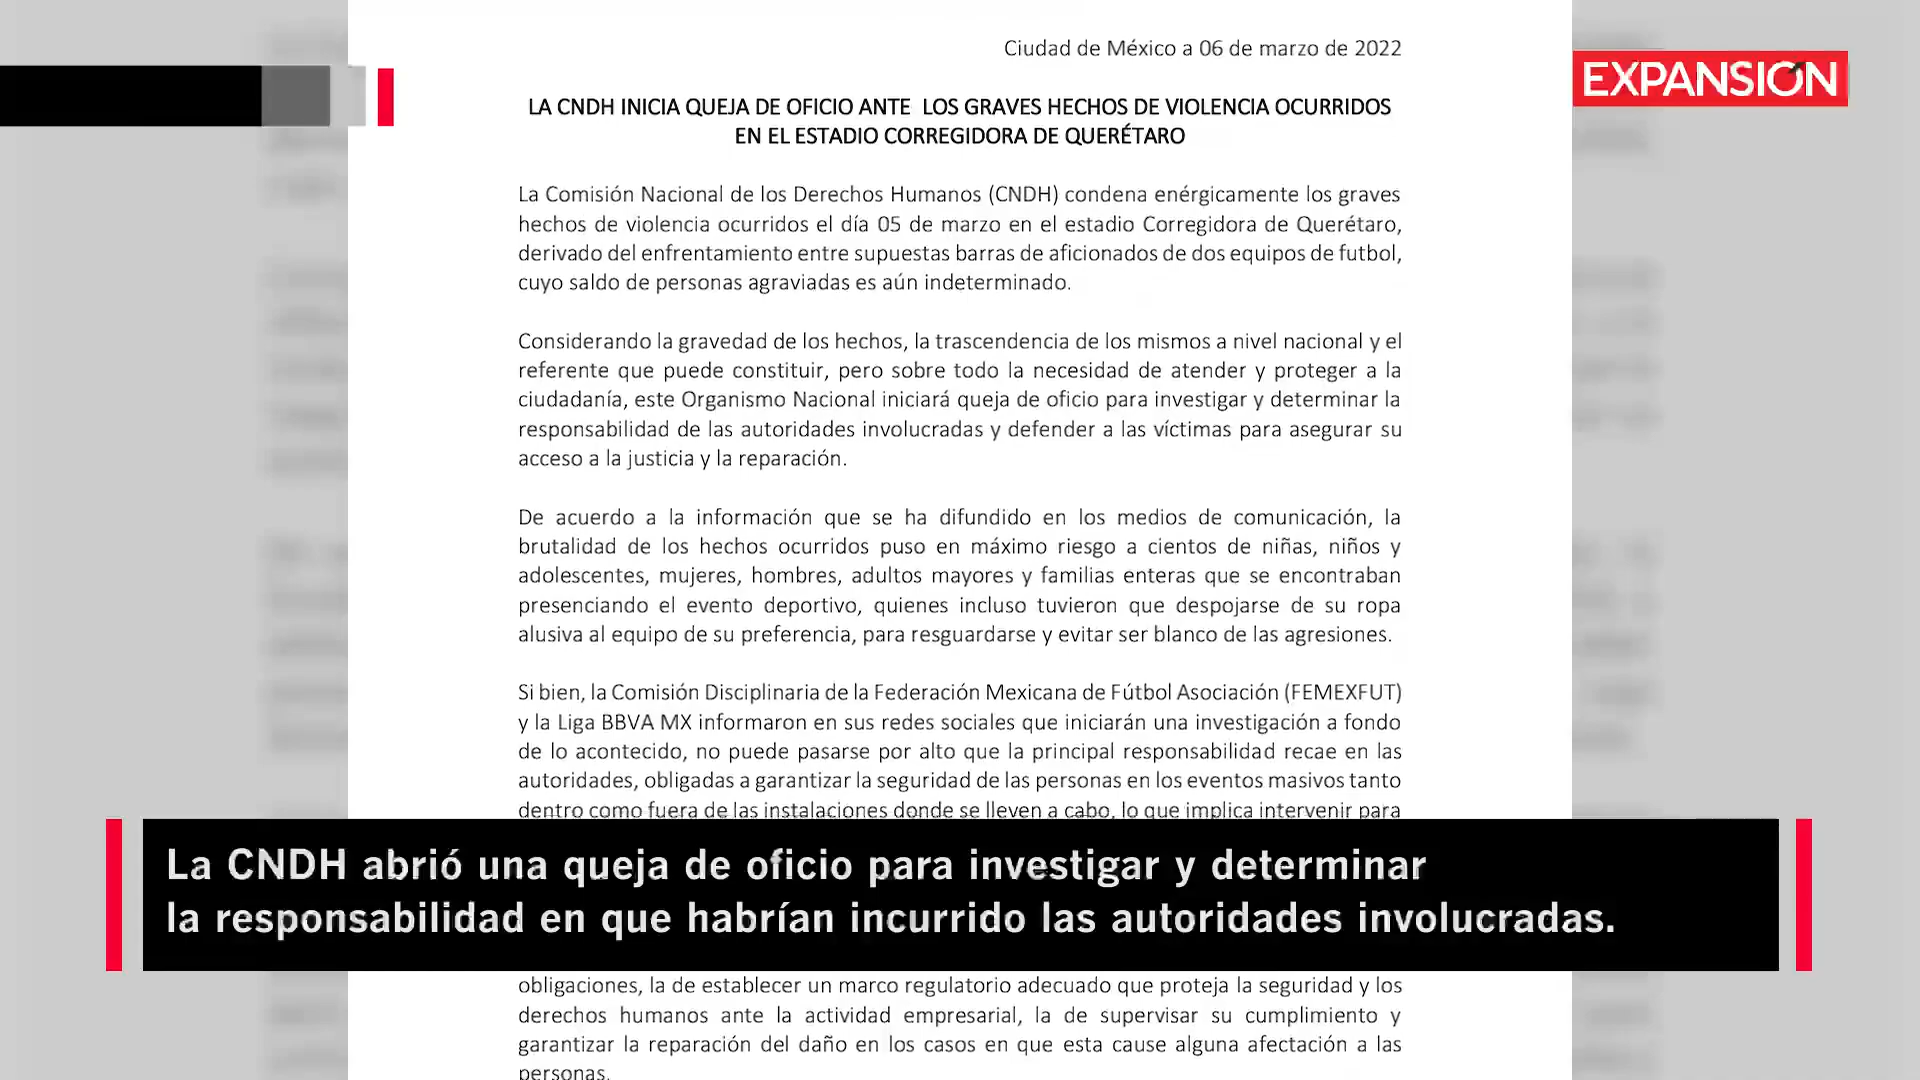 Ciudad de México a 06 de marzo de 2022
EXPANSIÓN
LA CNDH INICIA QUEJA DE OFICIO ANTE LOS GRAVES HECHOS DE VIOLENCIA OCURRIDOS
EN EL ESTADIO CORREGIDORA DE QUERÉTARO
La Comisión Nacional de los Derechos Humanos (CNDH) condena enérgicamente los graves
hechos de violencia ocurridos el día 05 de marzo en el estadio Corregidora de Querétaro,
derivado del enfrentamiento entre supuestas barras de aficionados de dos equipos de futbol,
cuyo saldo de personas agraviadas es aún indeterminado.
Considerando la gravedad de los hechos, la trascendencia de los mismos a nivel nacional y el
referente que puede constituir, pero sobre todo la necesidad de atender y proteger a la
ciudadanía, este Organismo Nacional iniciará queja de oficio para investigar y determinar la
responsabilidad de las autoridades involucradas y defender a las víctimas para asegurar su
acceso a la justicia y la reparación.
De acuerdo a la información que se ha difundido en los medios de comunicación, la
brutalidad de los hechos ocurridos puso en máximo riesgo a cientos de niñas, niños y
adolescentes, mujeres, hombres, adultos mayores y familias enteras que se encontraban
presenciando el evento deportivo, quienes incluso tuvieron que despojarse de su ropa
alusiva al equipo de su preferencia, para resguardarse y evitar ser blanco de las agresiones.
Si bien, la Comisión Disciplinaria de la Federación Mexicana de Fútbol Asociación (FEMEXFUT)
y la Liga BBVA MX informaron en sus redes sociales que iniciarán una investigación a fondo
de lo acontecido, no puede pasarse por alto que la principal responsabilidad recae en las
autoridades, obligadas a garantizar la seguridad de las personas en los eventos masivos tanto
dentro como fuera de las instalaciones donde se lleven a cabo, lo que implica intervenir para
La CNDH abrió una queja de oficio para investigar y determinar
la responsabilidad en que habrían incurrido las autoridades involucradas.
obligaciones, la de establecer un marco regulatorio adecuado que proteja la seguridad y los
derechos humanos ante la actividad empresarial, la de supervisar su cumplimiento y
garantizar la reparación del daño en los casos en que esta cause alguna afectación a las
personas.